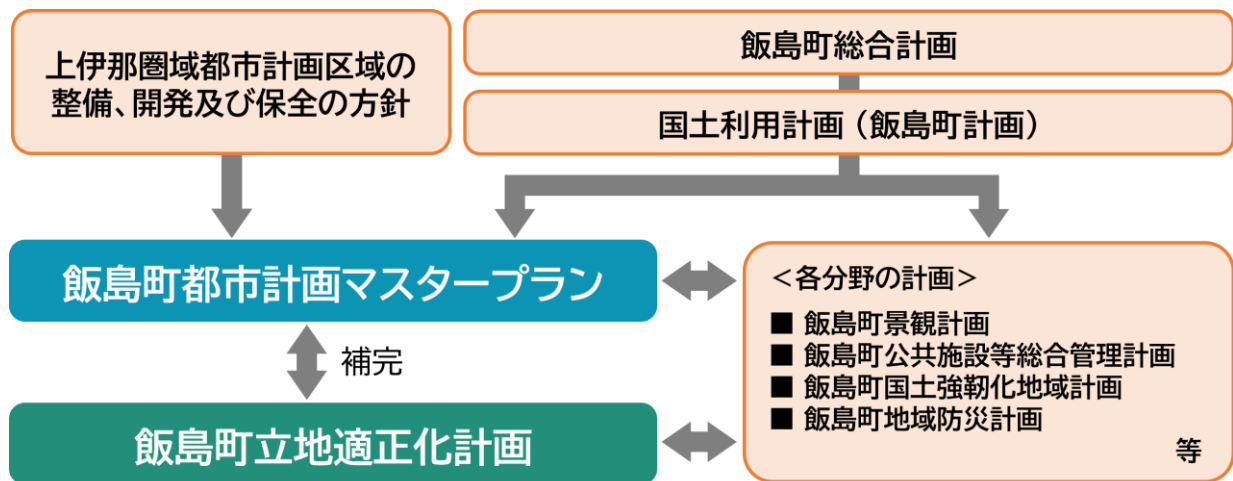 上伊那圏域都市計画区域の
整備、開発及び保全の方針
飯島町総合計画
国土利用計画（飯島町計画）
飯島町都市計画マスタープラン
補完
飯島町立地適正化計画
＜各分野の計画＞
■ 飯島町景観計画
■ 飯島町公共施設等総合管理計画
■ 飯島町国土強靭化地域計画
■ 飯島町地域防災計画
等